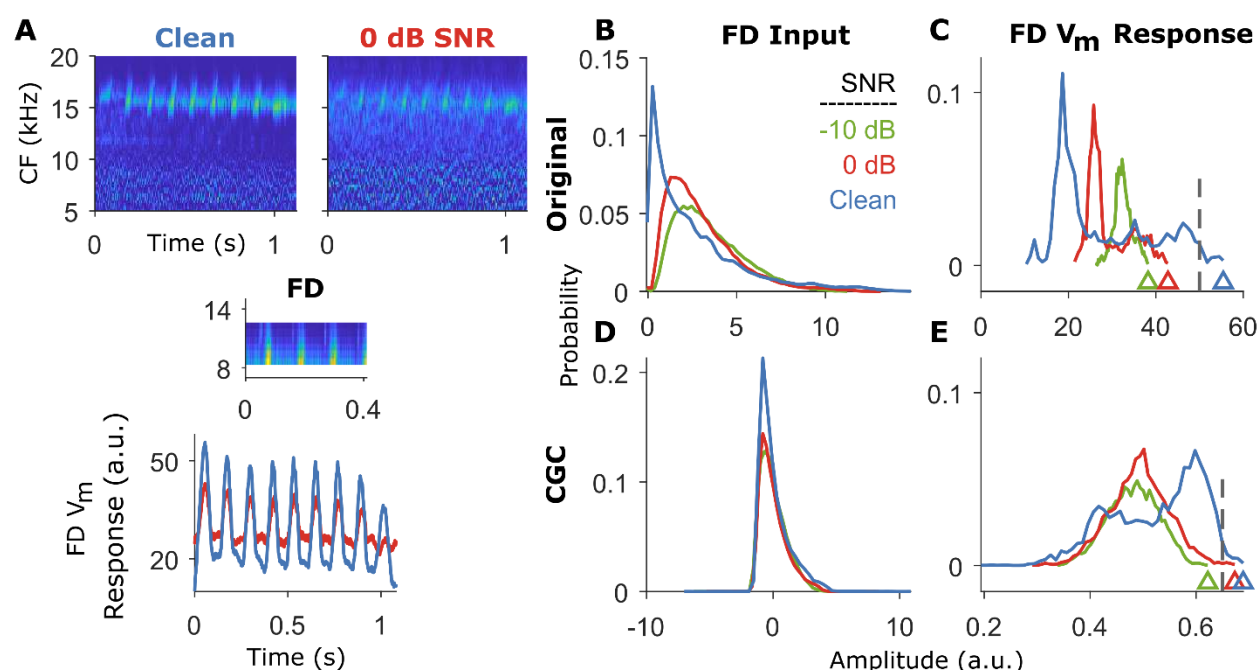 A
Clean
0 dB SNR
20
15
10
5
CF (kHz)
0
Time (s)
1
1
FD
14
8
0
0.4
50
20
FD Vm
Response (a.u.)
0
0.5
1
Time (s)
B
FD Input
0.15
0.1
0.05
0
SNR
---------
-10 dB
0 dB
Clean
Original
0
5
10
C
FD Vm Response
0.1
0
0
20
40
60
Probability
D
0.2
0.1
0
CGC
-10
0
10
E
0.1
0
0.2
0.4
0.6
Amplitude (a.u.)